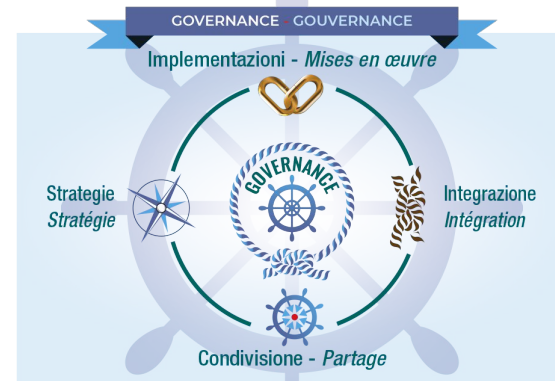 GOVERNANCE - GOUVERNANCE
Implementazioni - Mises en œuvre
GOVERNANCE
Strategie
Stratégie
Integrazione
Intégration
Condivisione - Partage